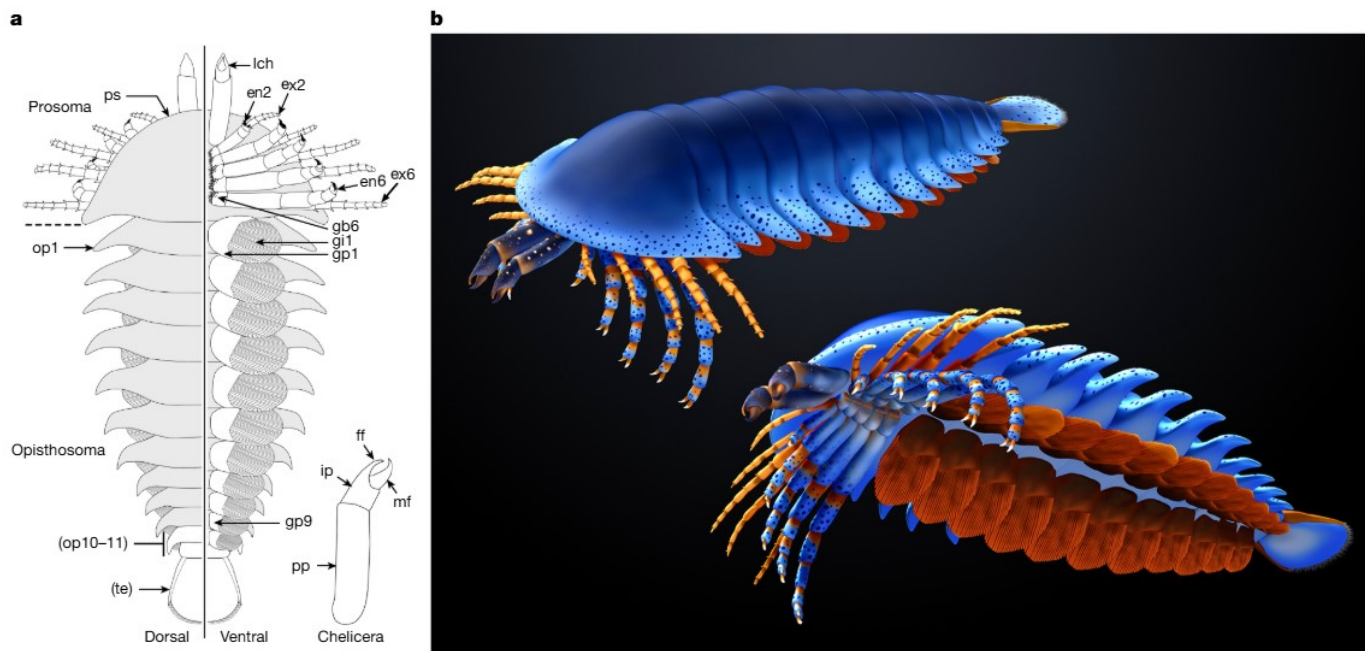 a
b
lch
ps
Prosoma
en2
ex2
en6
ex6
gb6
op1
gi1
gp1
Opisthosoma
ff
ip
mf
gp9
(op10–11)
pp
(te)
Dorsal
Ventral
Chelicera